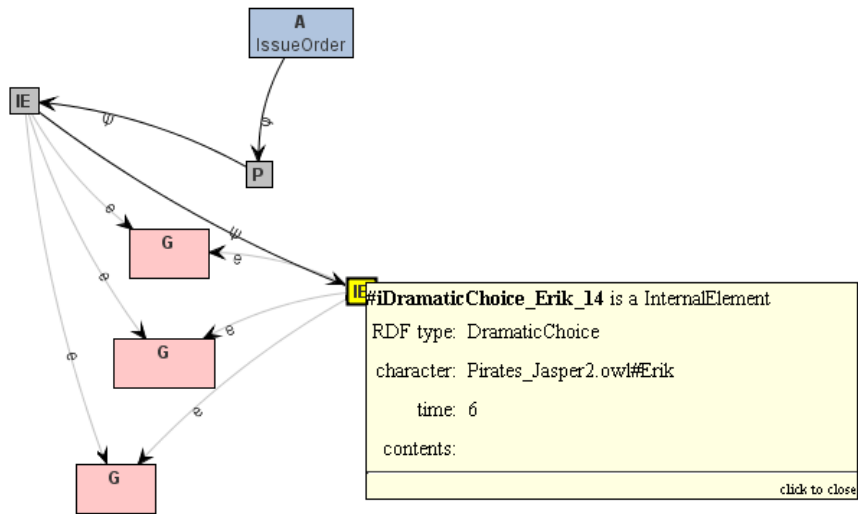 A
IssueOrder
IE
ψ
φ
P
e
G
ψ
e
IE
#iDramaticChoice_Erik_14 is a InternalElement
RDF type: DramaticChoice
e
G
e
character: Pirates_Jasper2.owl#Erik
e
time: 6
e
contents:
G
click to close